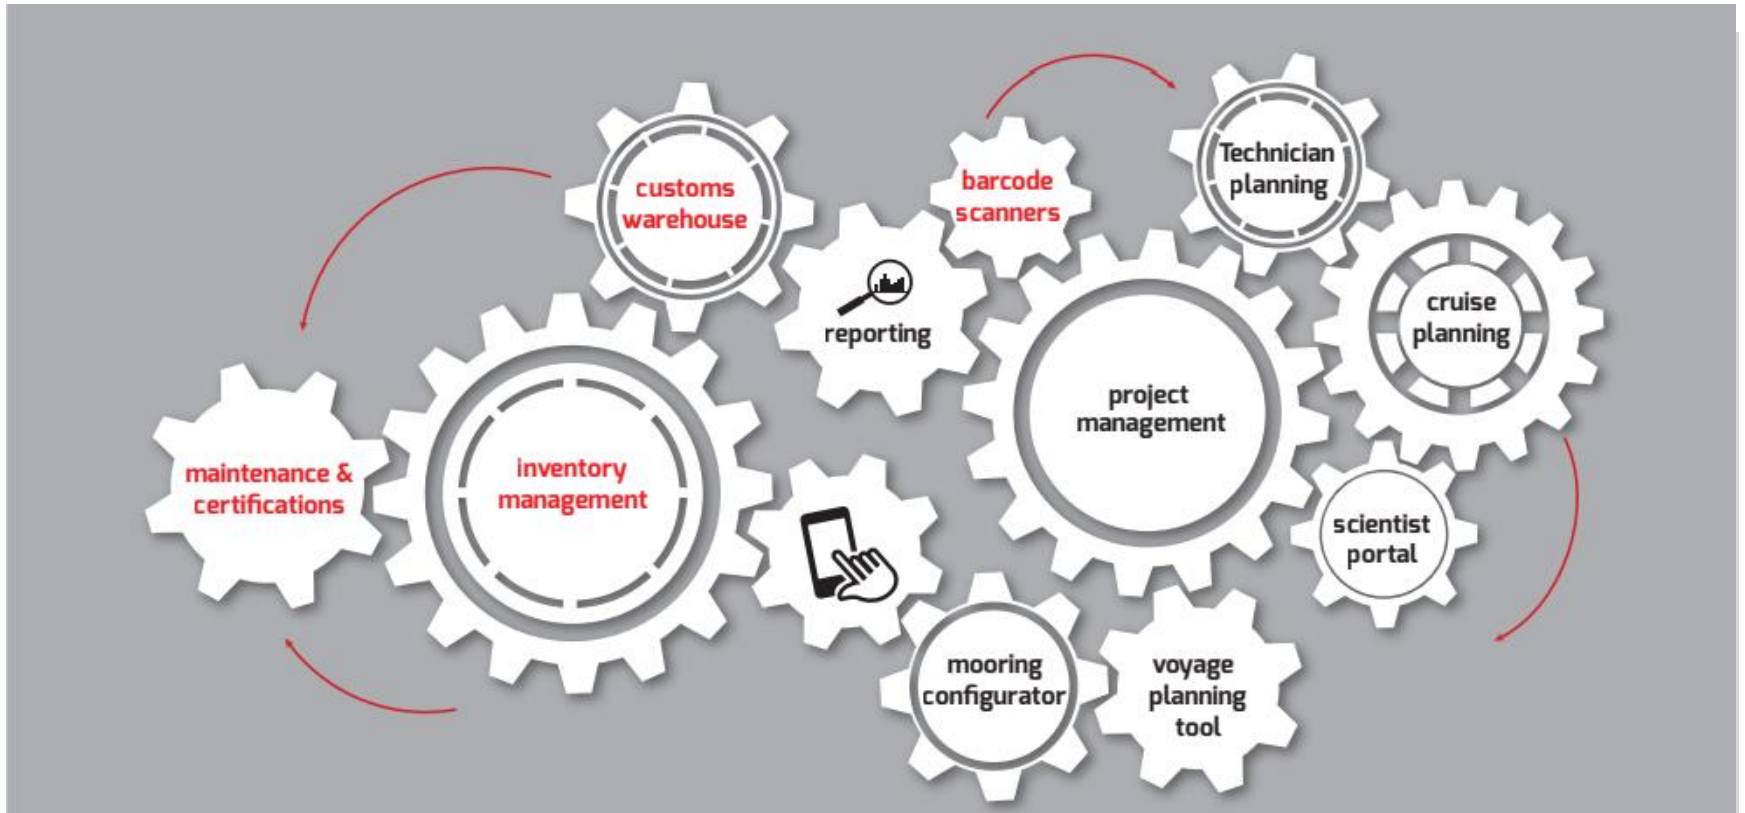 customs
warehouse
barcode
scanners
Technician
planning
reporting
cruise
planning
project
management
maintenance &
certifications
inventory
management
scientist
portal
mooring
configurator
voyage
planning
tool